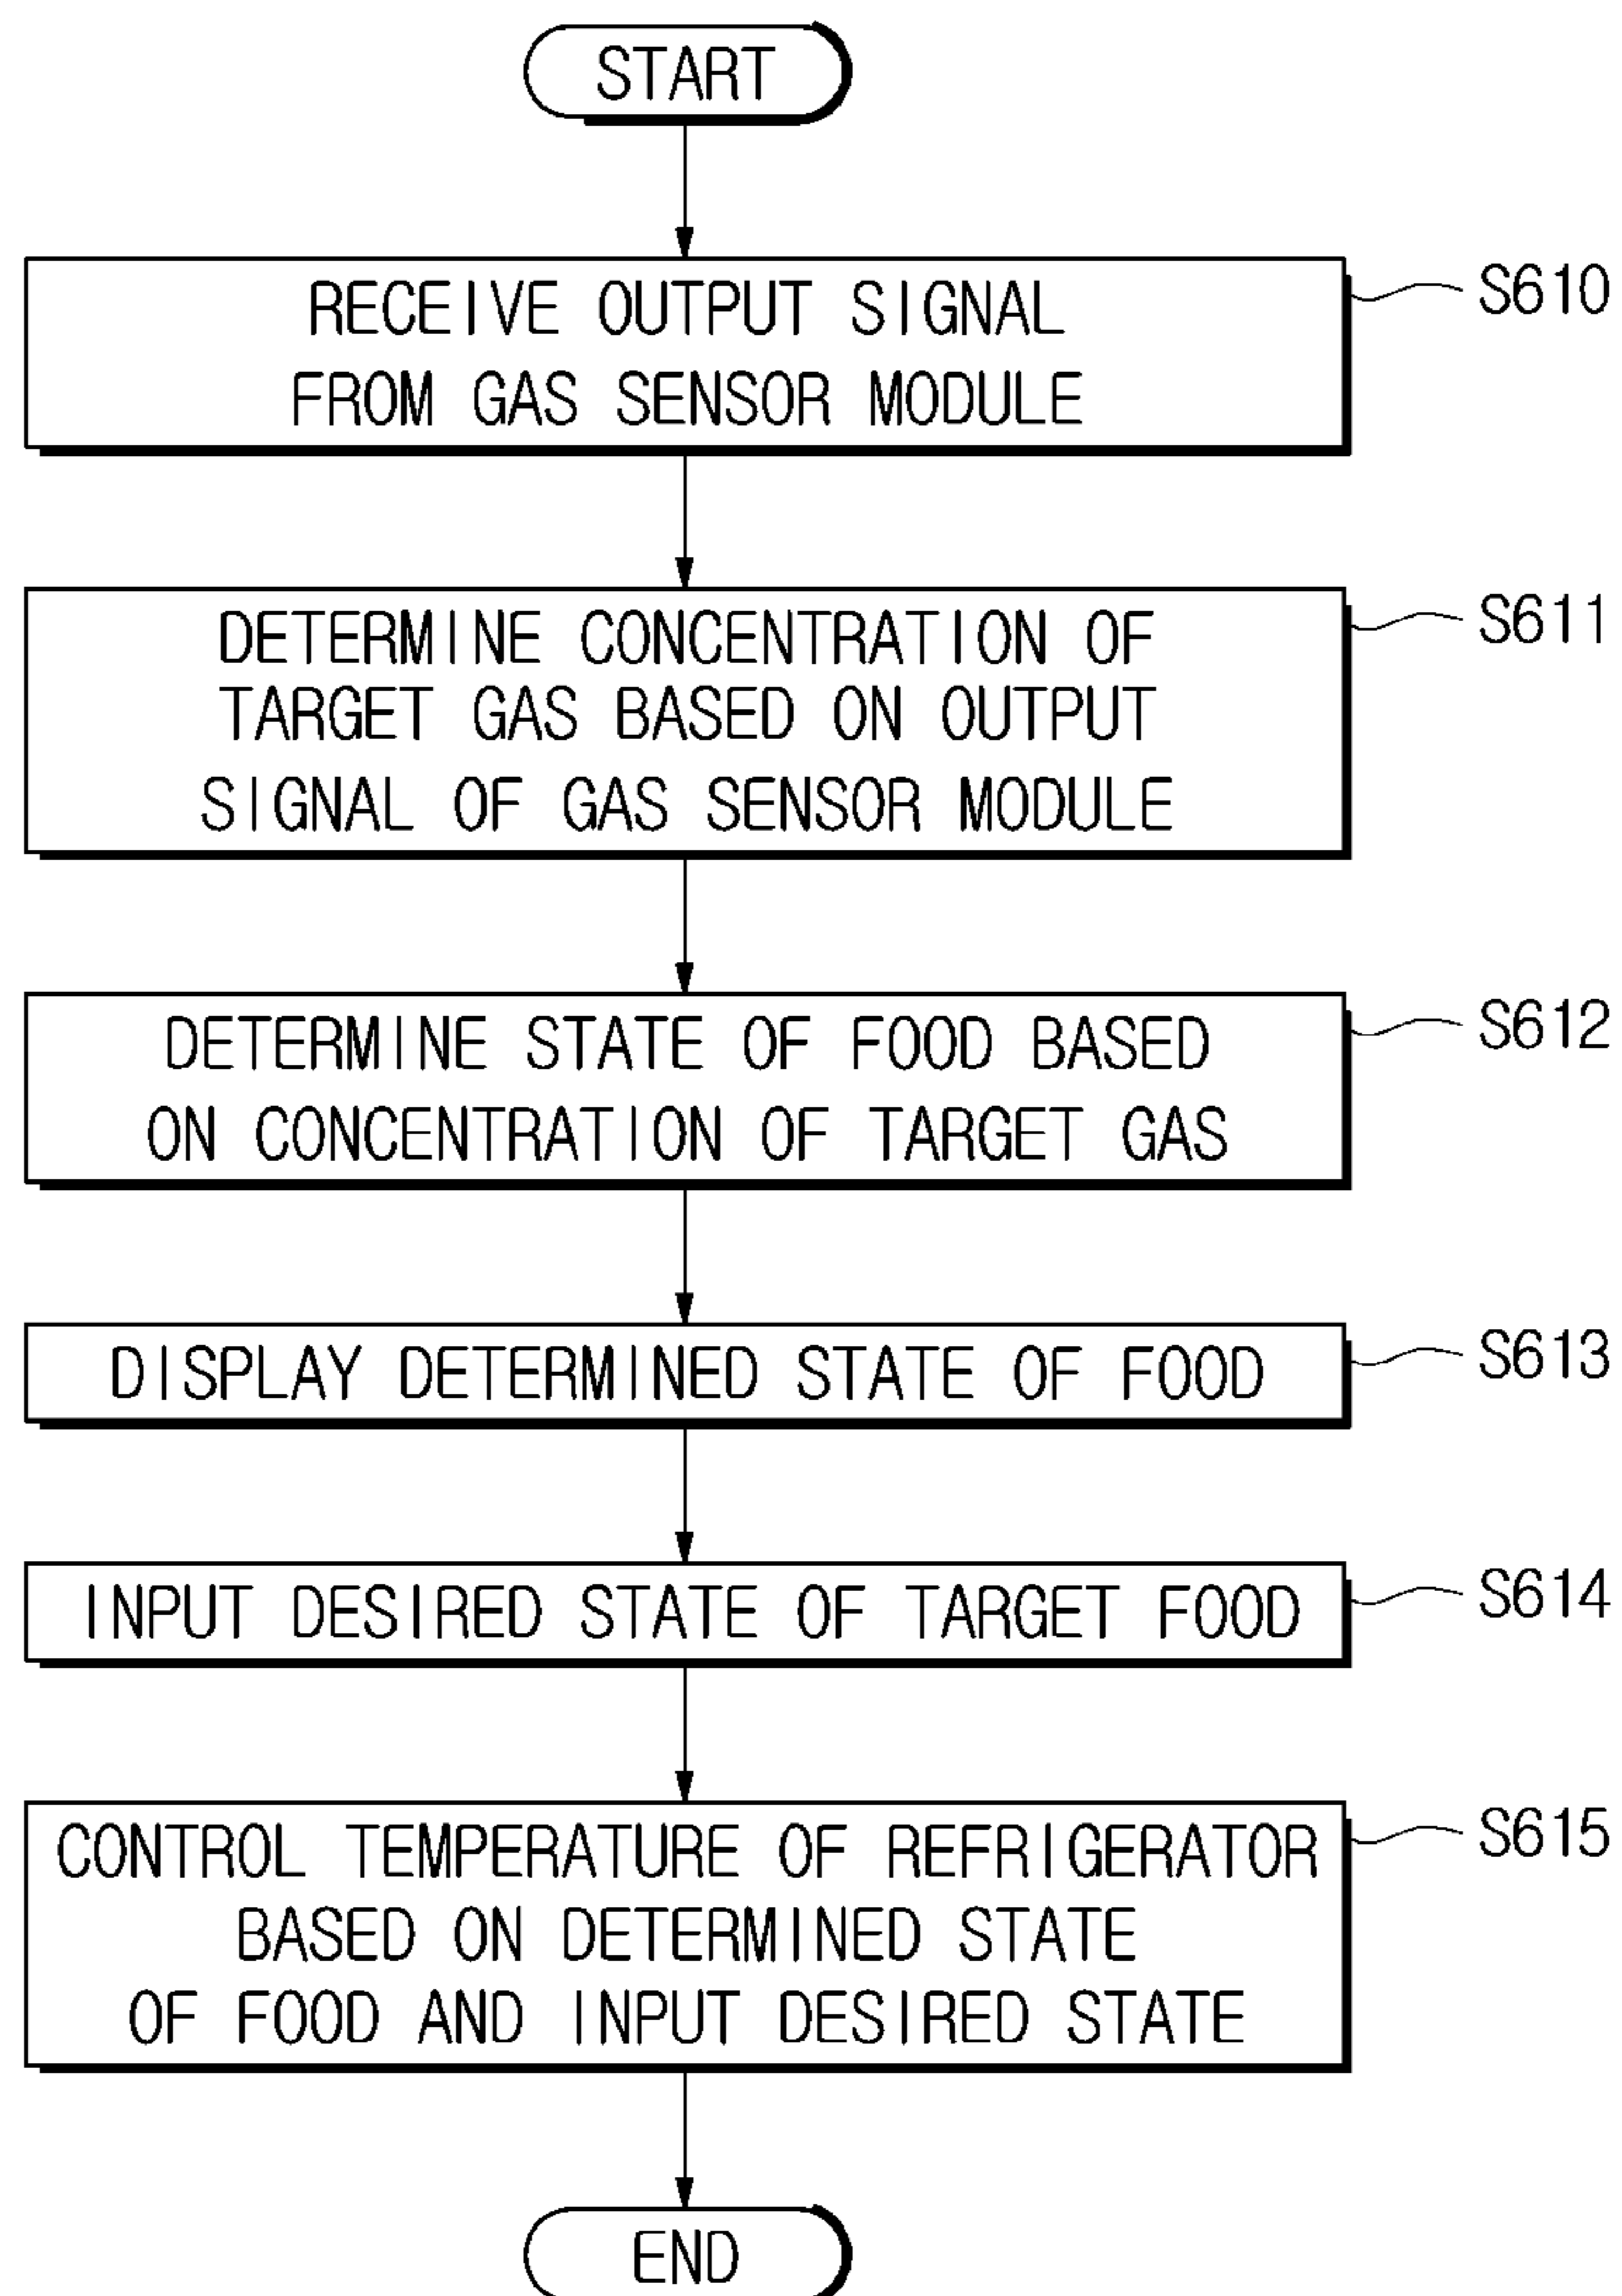 START
RECEIVE OUTPUT SIGNAL
FROM GAS SENSOR MODULE
S610
DETERMINE CONCENTRATION OF
TARGET GAS BASED ON OUTPUT
SIGNAL OF GAS SENSOR MODULE
S611
DETERMINE STATE OF FOOD BASED
ON CONCENTRATION OF TARGET GAS
S612
DISPLAY DETERMINED STATE OF FOOD
S613
INPUT DESIRED STATE OF TARGET FOOD
S614
CONTROL TEMPERATURE OF REFRIGERATOR
BASED ON DETERMINED STATE
OF FOOD AND INPUT DESIRED STATE
S615
END